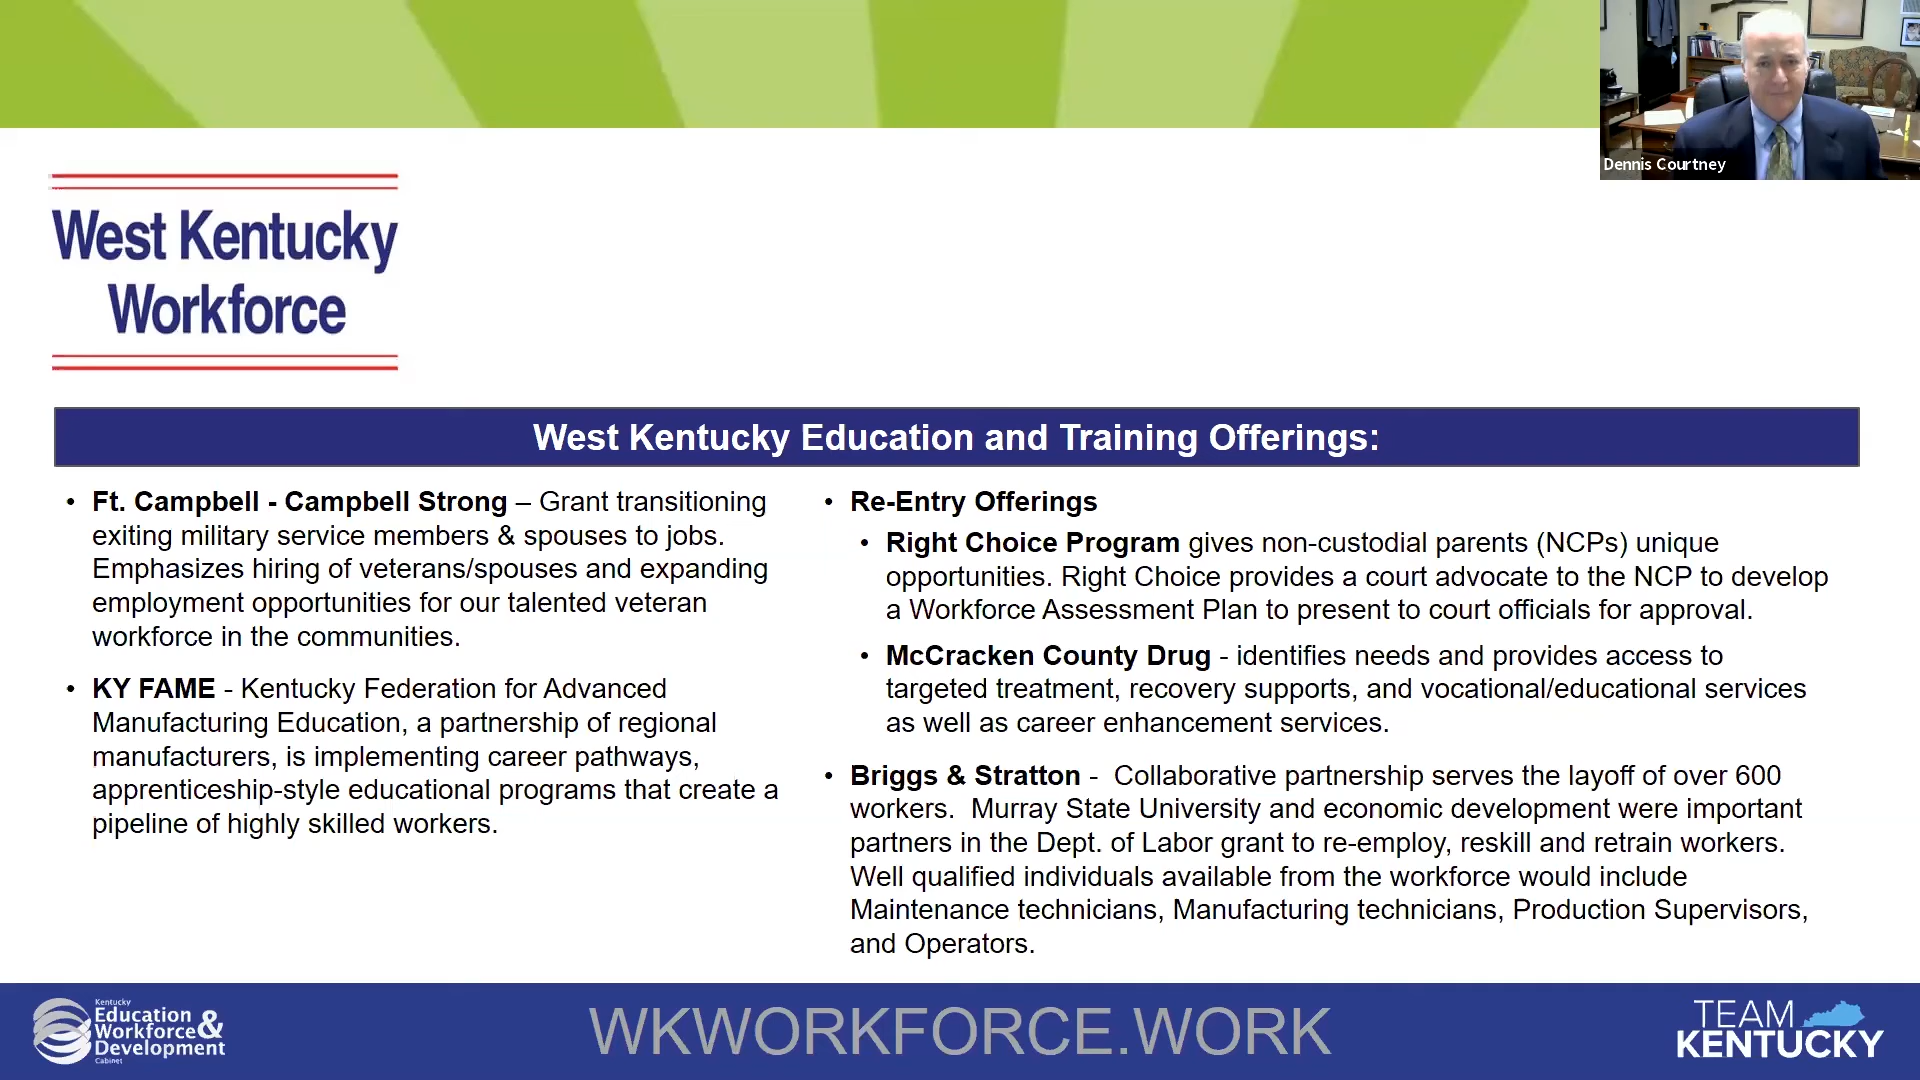 Dennis Courtney
West Kentucky
Workforce
West Kentucky Education and Training Offerings:
• Ft. Campbell - Campbell Strong – Grant transitioning
exiting military service members & spouses to jobs.
Emphasizes hiring of veterans/spouses and expanding
employment opportunities for our talented veteran
workforce in the communities.
• KY FAME - Kentucky Federation for Advanced
Manufacturing Education, a partnership of regional
manufacturers, is implementing career pathways,
apprenticeship-style educational programs that create a
pipeline of highly skilled workers.
• Re-Entry Offerings
• Right Choice Program gives non-custodial parents (NCPs) unique
opportunities. Right Choice provides a court advocate to the NCP to develop
a Workforce Assessment Plan to present to court officials for approval.
• McCracken County Drug - identifies needs and provides access to
targeted treatment, recovery supports, and vocational/educational services
as well as career enhancement services.
• Briggs & Stratton - Collaborative partnership serves the layoff of over 600
workers. Murray State University and economic development were important
partners in the Dept. of Labor grant to re-employ, reskill and retrain workers.
Well qualified individuals available from the workforce would include
Maintenance technicians, Manufacturing technicians, Production Supervisors,
and Operators.
Kentucky
Education &
Workforce
Development
Cabinet
WKWORKFORCE.WORK
TEAM
KENTUCKY